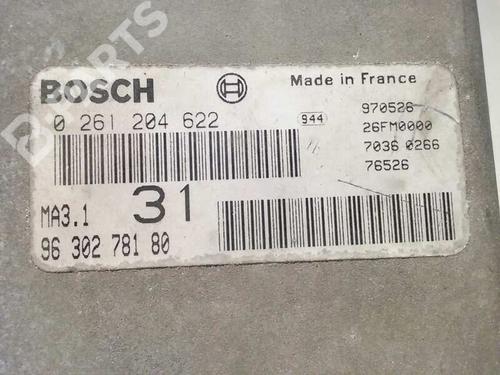 B-PARTS
BOSCH
Made in France
0 261 204 622
944
970526
26FM0000
7036 0266
76526
MA3.1
31
96 302 781 80